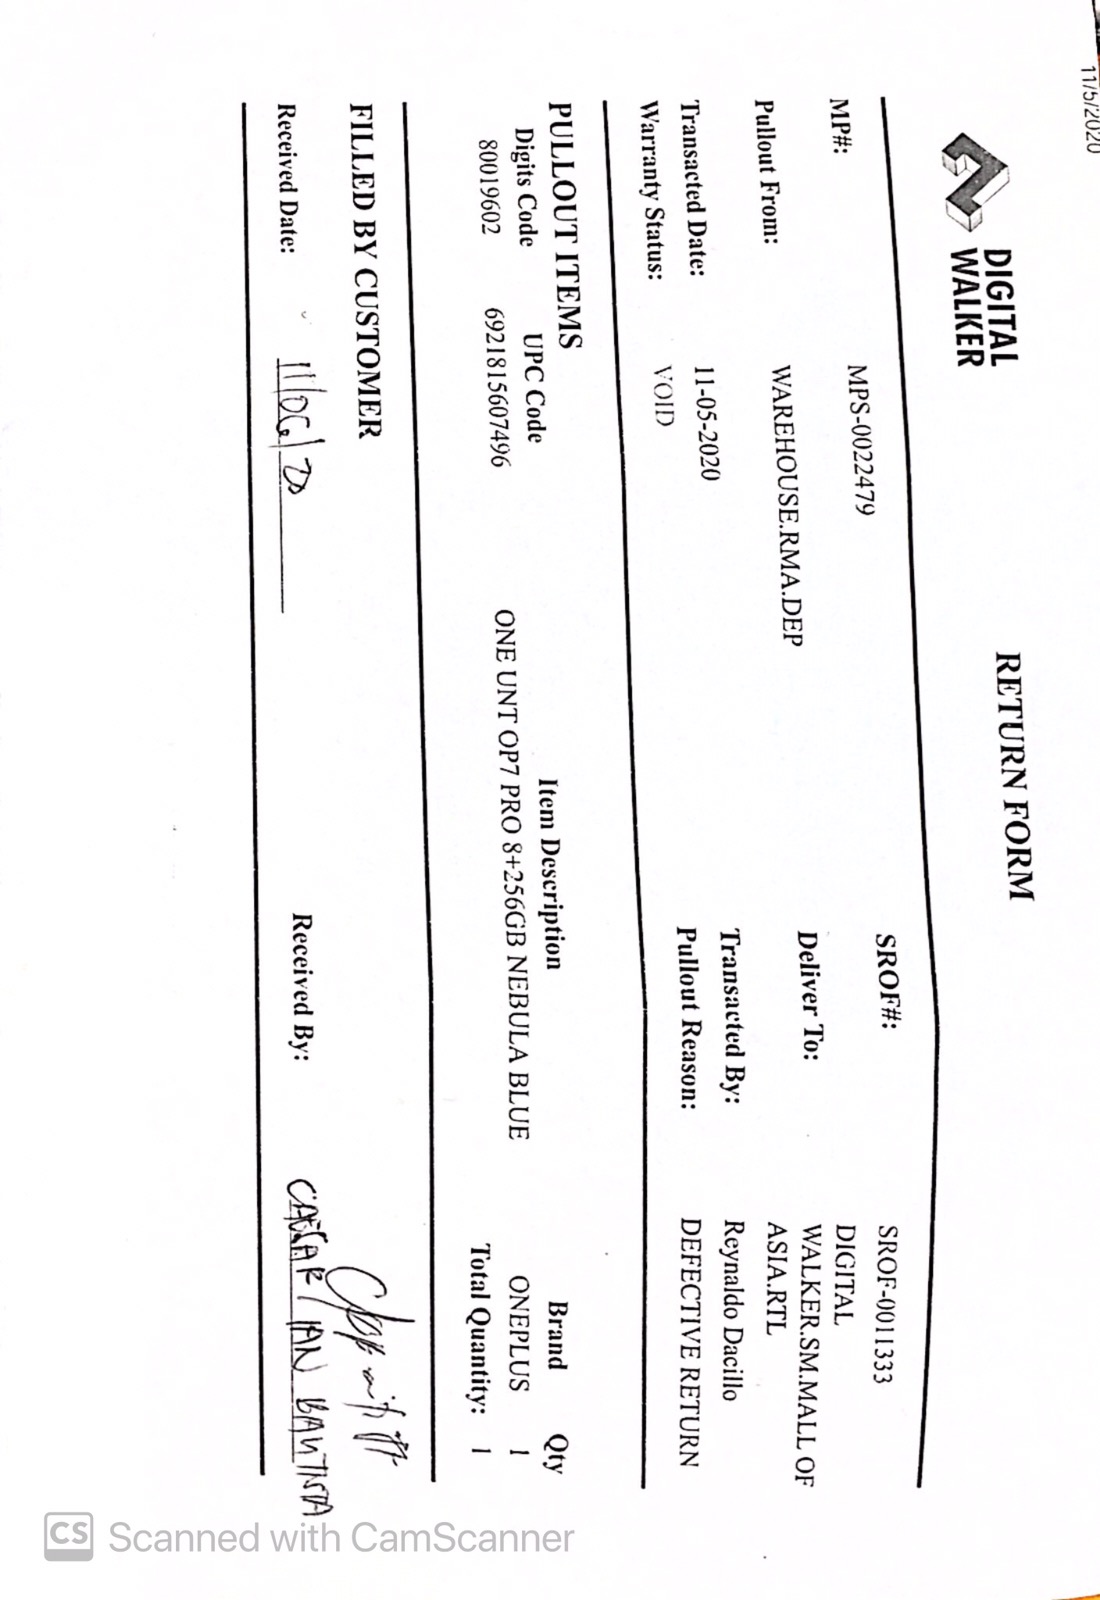 11/5/2020
DIGITAL
WALKER
RETURN FORM
MP#: MPS-0022479 SROF#: SROF-0011333
Pullout From: WAREHOUSE.RMA.DEP Deliver To: DIGITAL
WALKER.SM.MALL OF
ASIA.RTL
Transacted Date: 11-05-2020 Transacted By: Reynaldo Dacillo
Warranty Status: VOID Pullout Reason: DEFECTIVE RETURN
PULLOUT ITEMS
Digits Code UPC Code Item Description Brand Qty
80019602 6921815607496 ONE UNT OP7 PRO 8+256GB NEBULA BLUE ONEPLUS 1
Total Quantity: 1
FILLED BY CUSTOMER
Received Date: 11/06/20 Received By: IAN BAUTISTA
CS Scanned with CamScanner